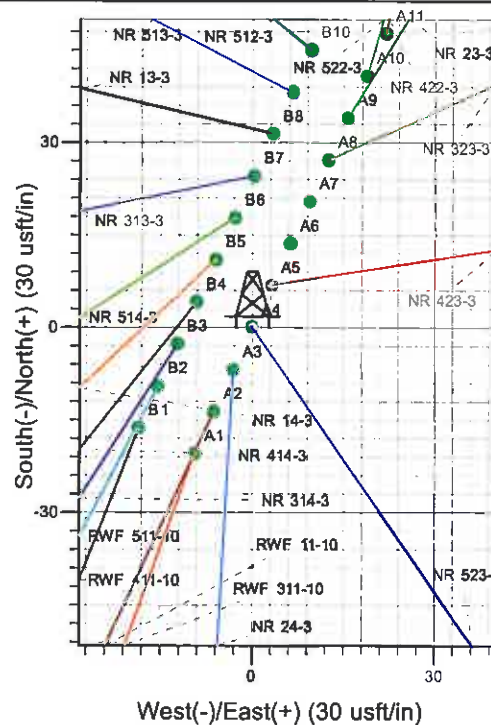 A11
NR 513-3
NR 512-3
B10
A10
NR 23-3
NR 522-3
NR 13-3
A9
NR 422-3
B8
A8
NR 323-3
30
B7
A7
B6
A6
NR 313-3
B5
A5
B4
NR 423-3
NR 514-3
A4
B3
0
A3
B2
B1
A2
NR 14-3
A1
NR 414-3
NR 314-3
-30
RWF 511-10
RWF 11-10
RWF 411-10
RWF 311-10
NR 523-
NR 24-3
0
30
South(-)/North(+) (30 usft/in)
West(-)/East(+) (30 usft/in)